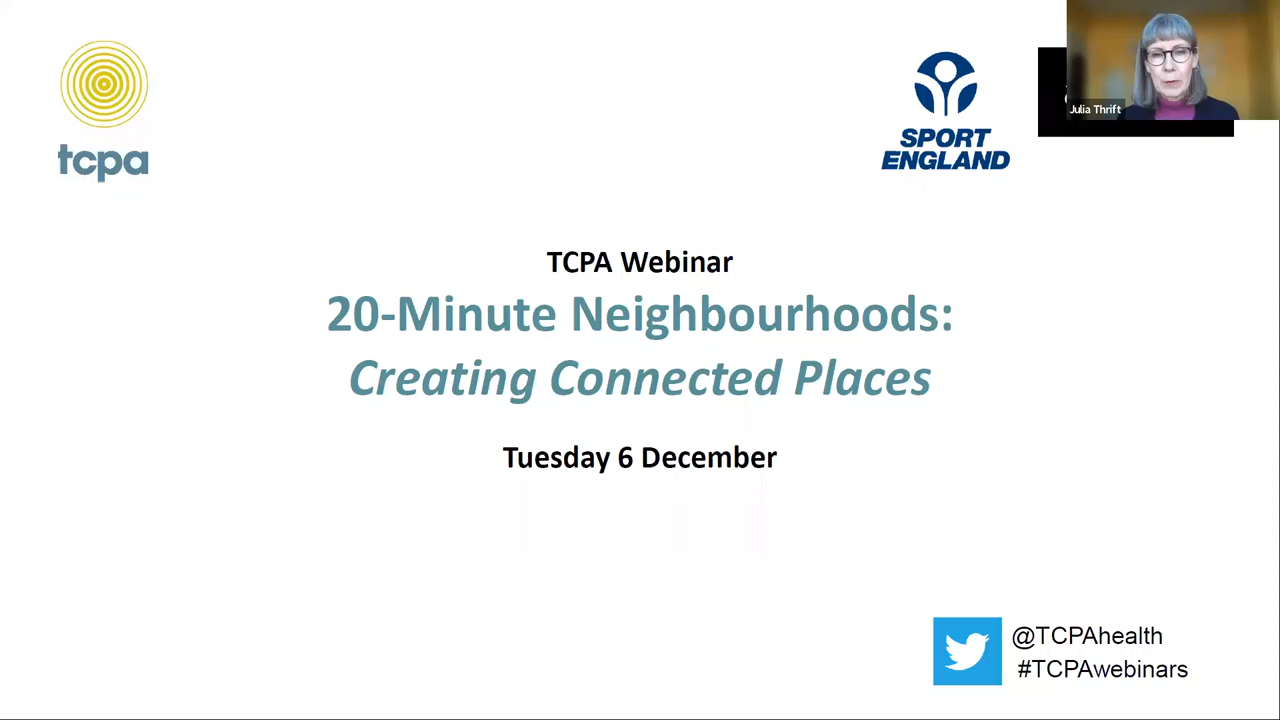 tcpa
SPORT
ENGLAND
Julia Thrift
TCPA Webinar
20-Minute Neighbourhoods:
Creating Connected Places
Tuesday 6 December
@TCPAhealth
#TCPAwebinars